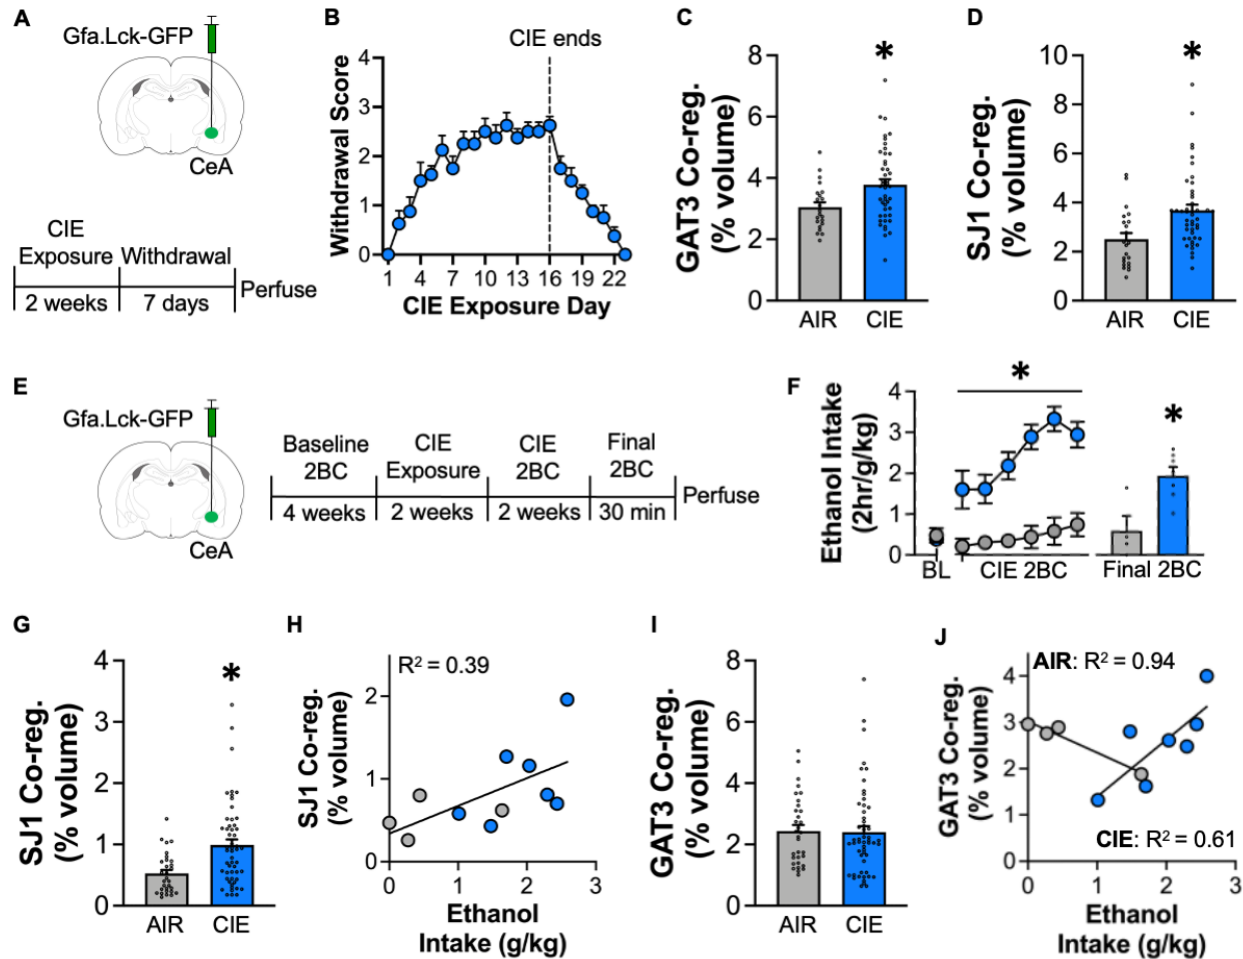 A
Gfa.Lck-GFP
CeA
CIE
Exposure Withdrawal
2 weeks 7 days
Perfuse
B
CIE ends
Withdrawal Score
4
3
2
1
0
1 4 7 10 13 16 19 22
CIE Exposure Day
C
*
GAT3 Co-reg.
(% volume)
8
6
4
2
0
AIR CIE
D
*
SJ1 Co-reg.
(% volume)
10
8
6
4
2
0
AIR CIE
E
Gfa.Lck-GFP
CeA
Baseline CIE CIE Final
2BC Exposure 2BC 2BC
4 weeks 2 weeks 2 weeks 30 min
Perfuse
F
*
*
Ethanol Intake
(2hr/g/kg)
4
3
2
1
0
BL CIE 2BC Final 2BC
G
*
SJ1 Co-reg.
(% volume)
4
3
2
1
0
AIR CIE
H
R² = 0.39
SJ1 Co-reg.
(% volume)
2
1
0
0 1 2 3
Ethanol
Intake (g/kg)
I
GAT3 Co-reg.
(% volume)
8
6
4
2
0
AIR CIE
J
AIR: R² = 0.94
GAT3 Co-reg.
(% volume)
4
3
2
1
0
CIE: R² = 0.61
0 1 2 3
Ethanol
Intake (g/kg)